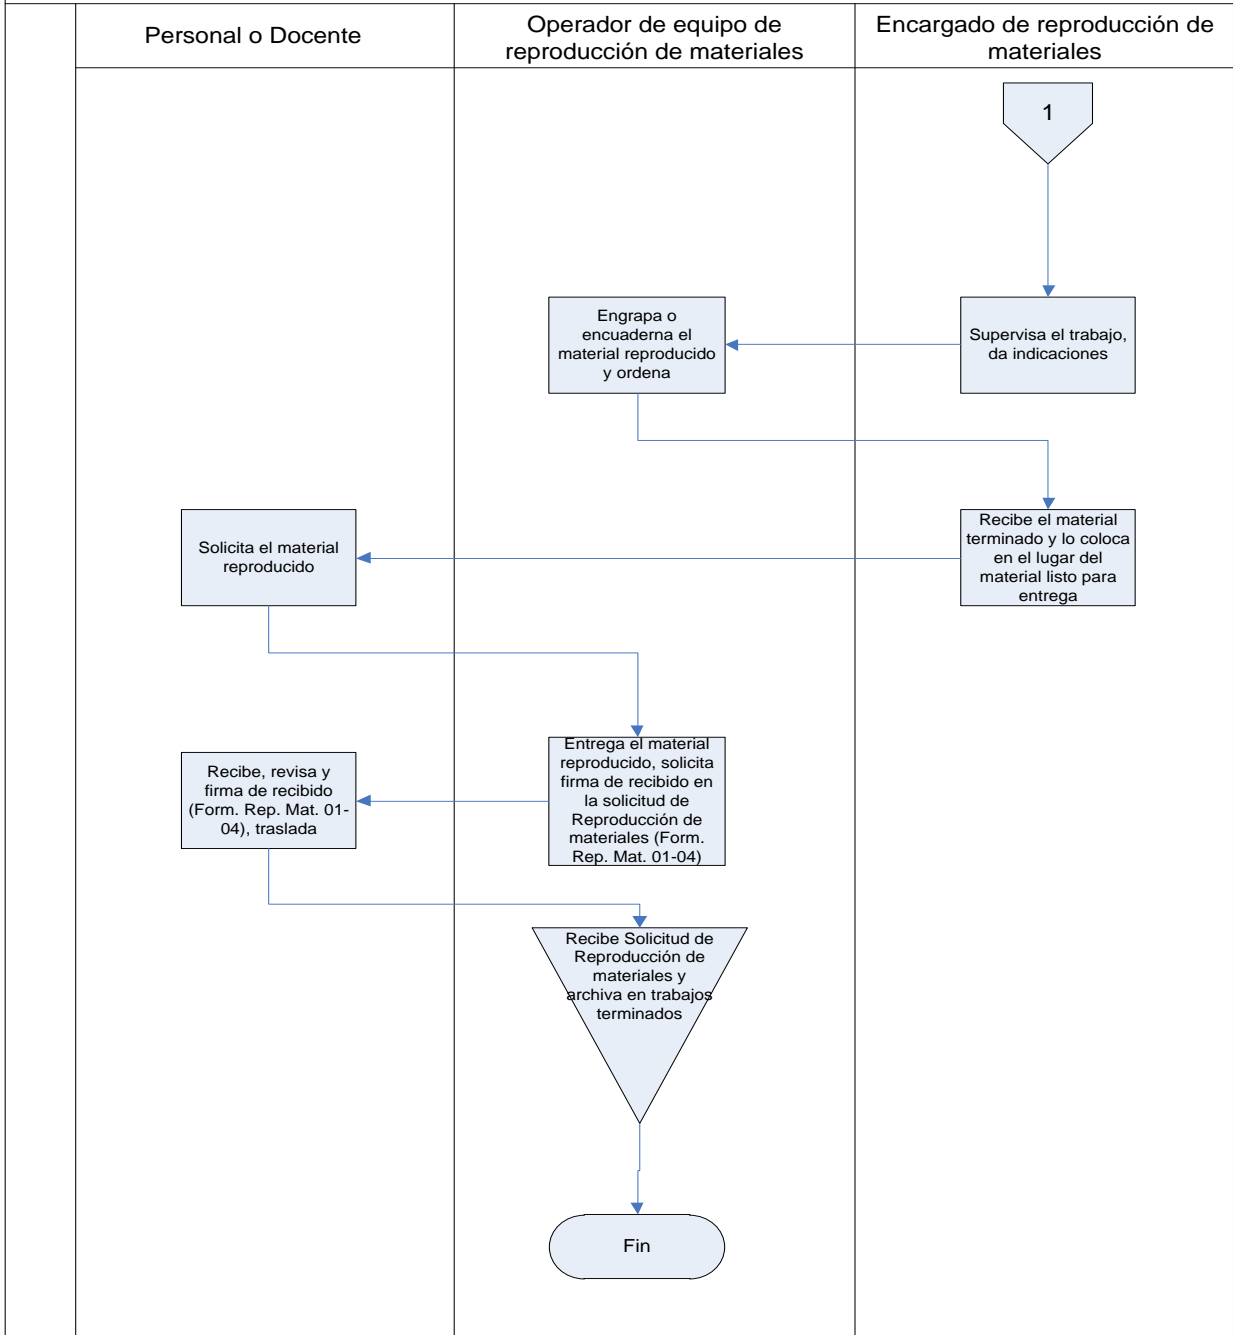 Personal o Docente
Operador de equipo de
reproducción de materiales
Encargado de reproducción de
materiales
1
Supervisa el trabajo,
da indicaciones
Engrapa o
encuaderna el
material reproducido
y ordena
Recibe el material
terminado y lo coloca
en el lugar del
material listo para
entrega
Solicita el material
reproducido
Entrega el material
reproducido, solicita
firma de recibido en
la solicitud de
Reproducción de
materiales (Form.
Rep. Mat. 01-04)
Recibe, revisa y
firma de recibido
(Form. Rep. Mat. 01-
04), traslada
Recibe Solicitud de
Reproducción de
materiales y
archiva en trabajos
terminados
Fin